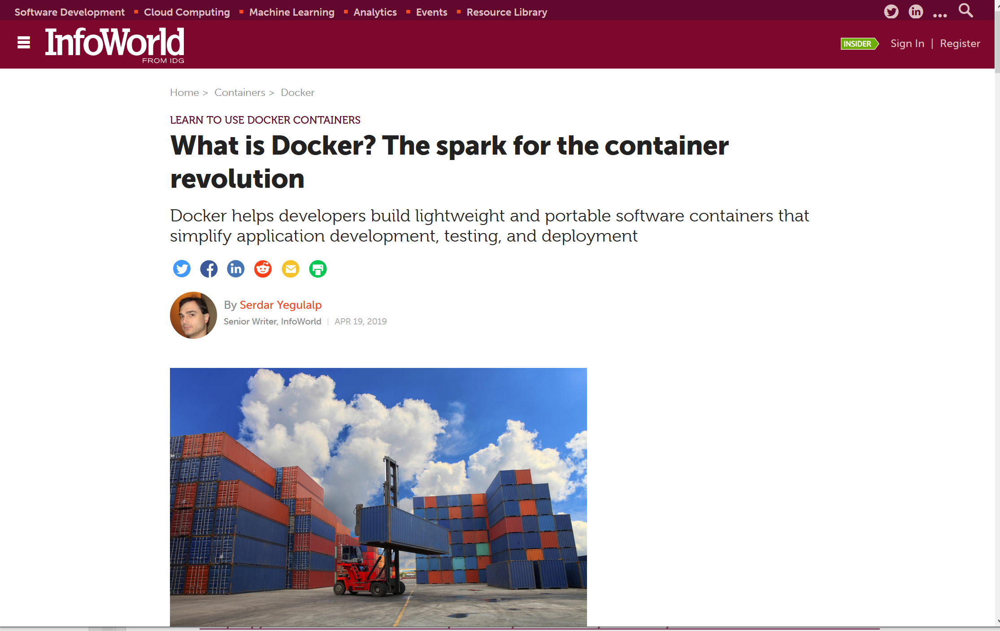 Software Development ▪ Cloud Computing ▪ Machine Learning ▪ Analytics ▪ Events ▪ Resource Library
InfoWorld
FROM IDG
INSIDER Sign In | Register
Home > Containers > Docker
LEARN TO USE DOCKER CONTAINERS
What is Docker? The spark for the container
revolution
Docker helps developers build lightweight and portable software containers that
simplify application development, testing, and deployment
By Serdar Yegulalp
Senior Writer, InfoWorld | APR 19, 2019